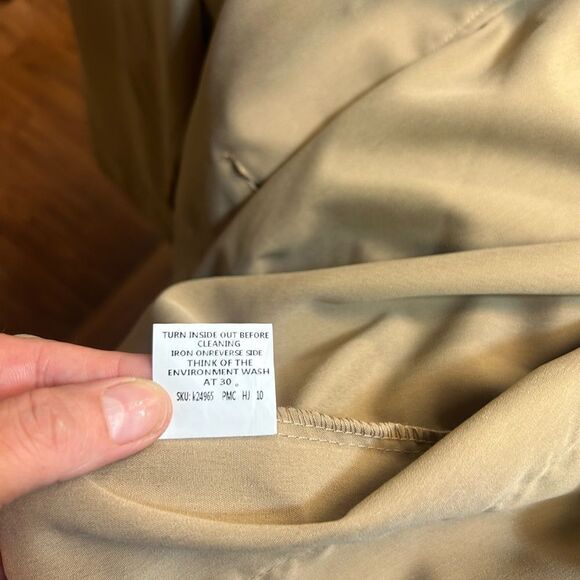 TURN INSIDE OUT BEFORE
CLEANING
IRON ONREVERSE SIDE
THINK OF THE
ENVIRONMENT WASH
AT 30 。
SKU: k24965 PMC HJ 10